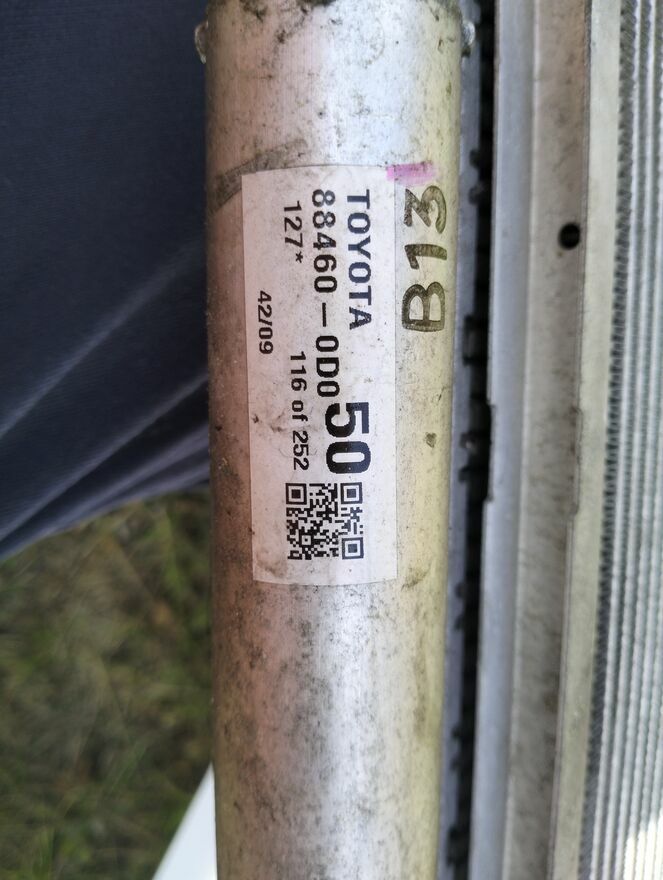 B13
TOYOTA
88460-0D050
127*
116 of 252
42/09